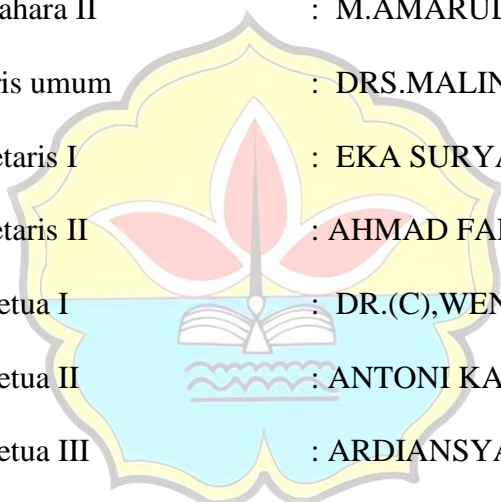 ahara II : M.AMARUD
ris umum : DRS.MALIN
etaris I : EKA SURYA
etaris II : AHMAD FA
etua I : DR.(C),WEN
etua II : ANTONI KA
etua III : ARDIANSYA